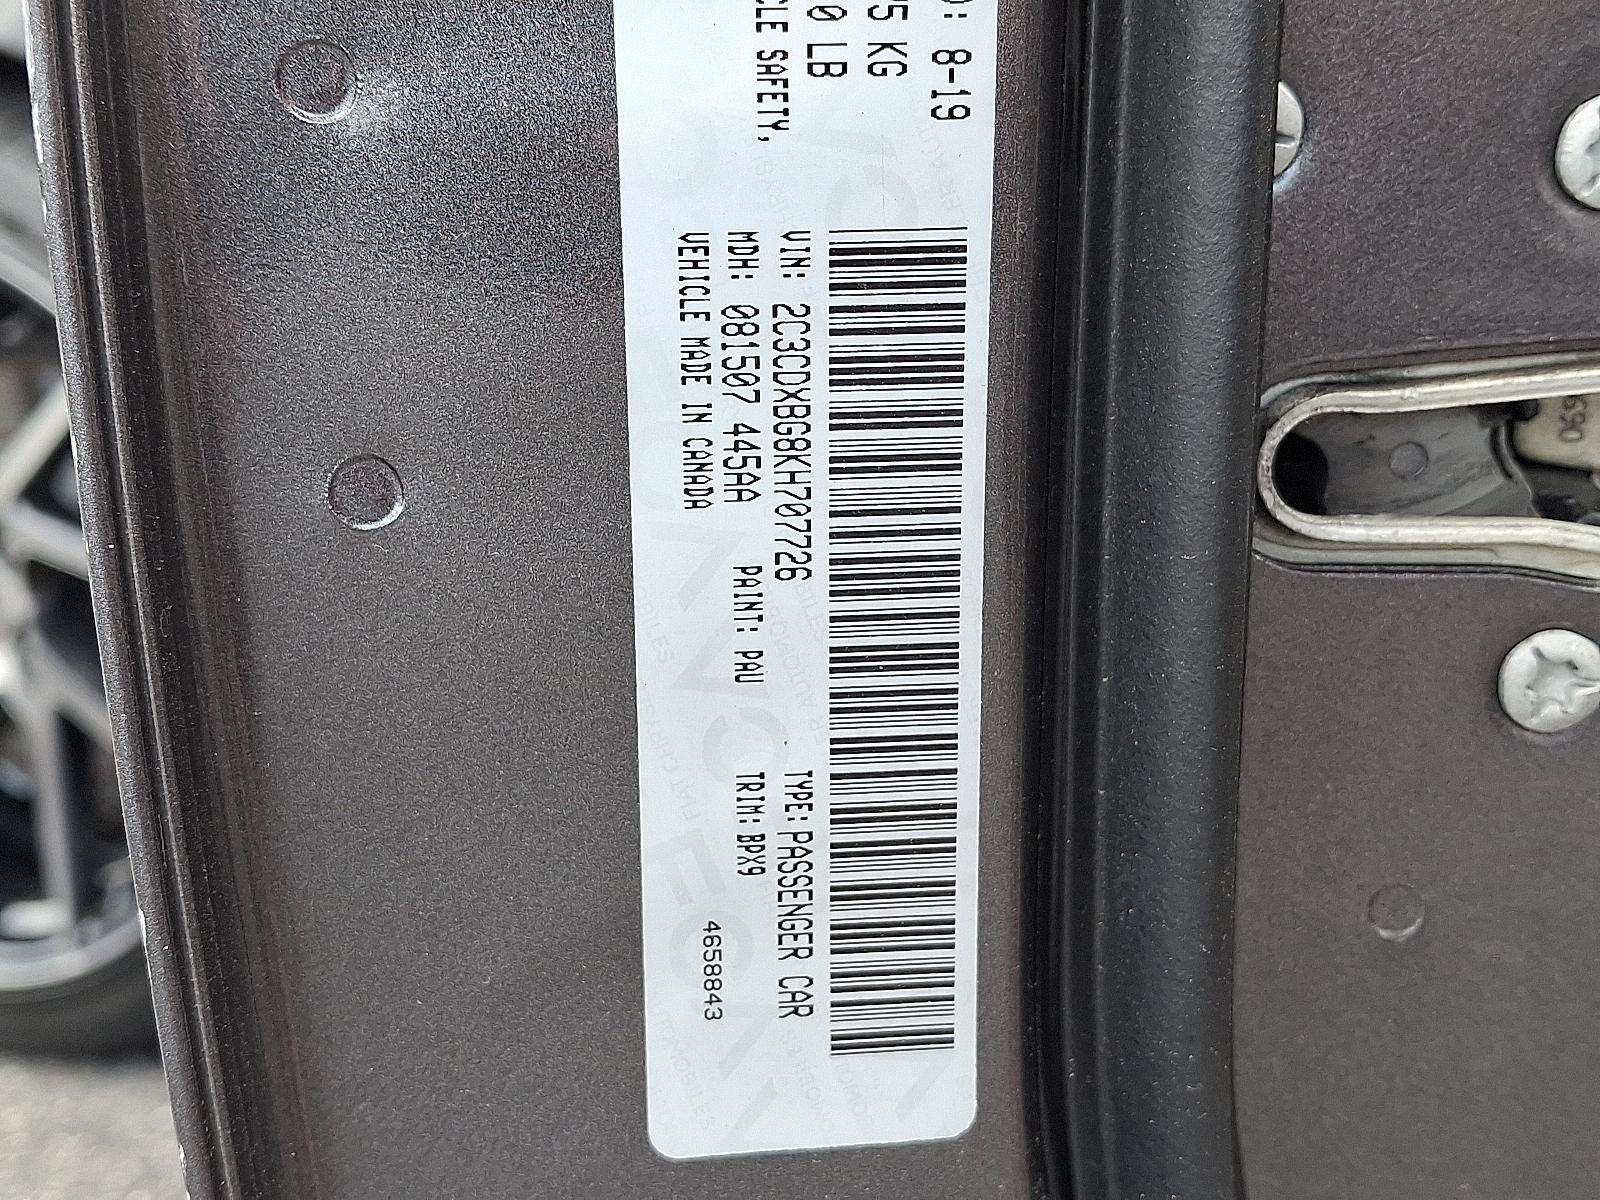 D: 8-19
75 KG
0 LB
CLE SAFETY,
VIN: 2C3CDXBG8KH707726 TYPE: PASSENGER CAR
MDH: 081507 445AA PAINT: PAU TRIM: BPX9
VEHICLE MADE IN CANADA
4658843